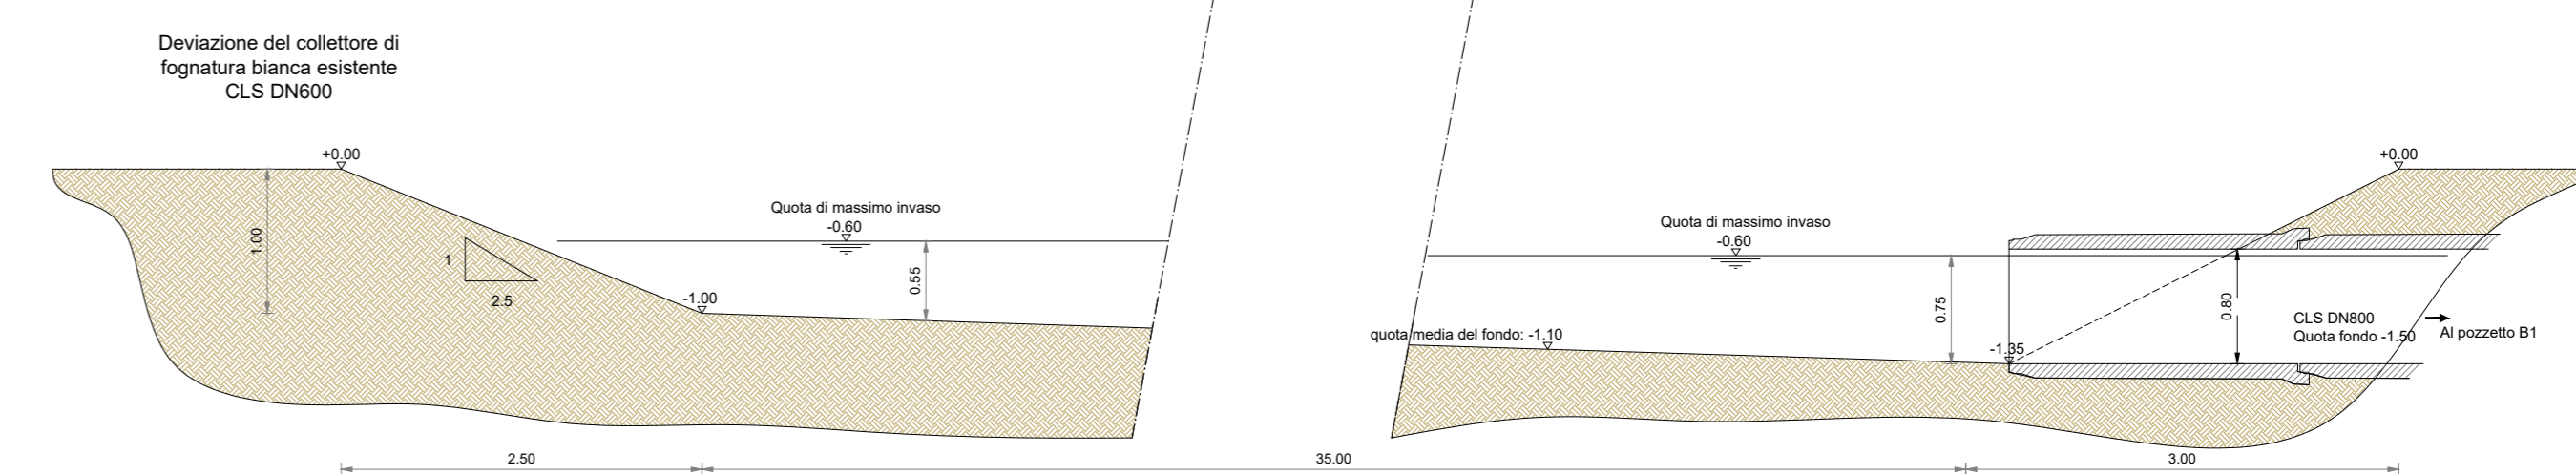 Deviazione del collettore di
fognatura bianca esistente
CLS DN600
+0.00
1.00
1
2.5
-1.00
Quota di massimo invaso
-0.60
0.55
Quota di massimo invaso
-0.60
quota media del fondo: -1.10
0.75
-1.35
+0.00
0.80
CLS DN800
Quota fondo -1.50
Al pozzetto B1
2.50
35.00
3.00